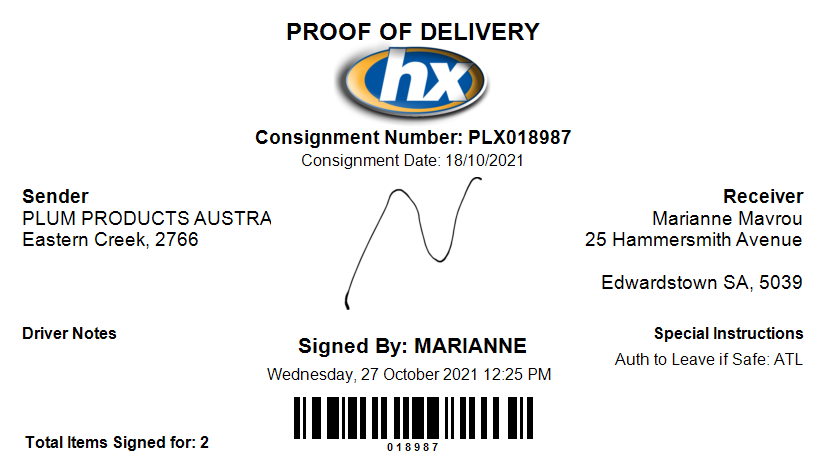 PROOF OF DELIVERY
hx
Consignment Number: PLX018987
Consignment Date: 18/10/2021
Sender
PLUM PRODUCTS AUSTRA
Eastern Creek, 2766
Receiver
Marianne Mavrou
25 Hammersmith Avenue
Edwardstown SA, 5039
Driver Notes
Signed By: MARIANNE
Wednesday, 27 October 2021 12:25 PM
Special Instructions
Auth to Leave if Safe: ATL
018987
Total Items Signed for: 2